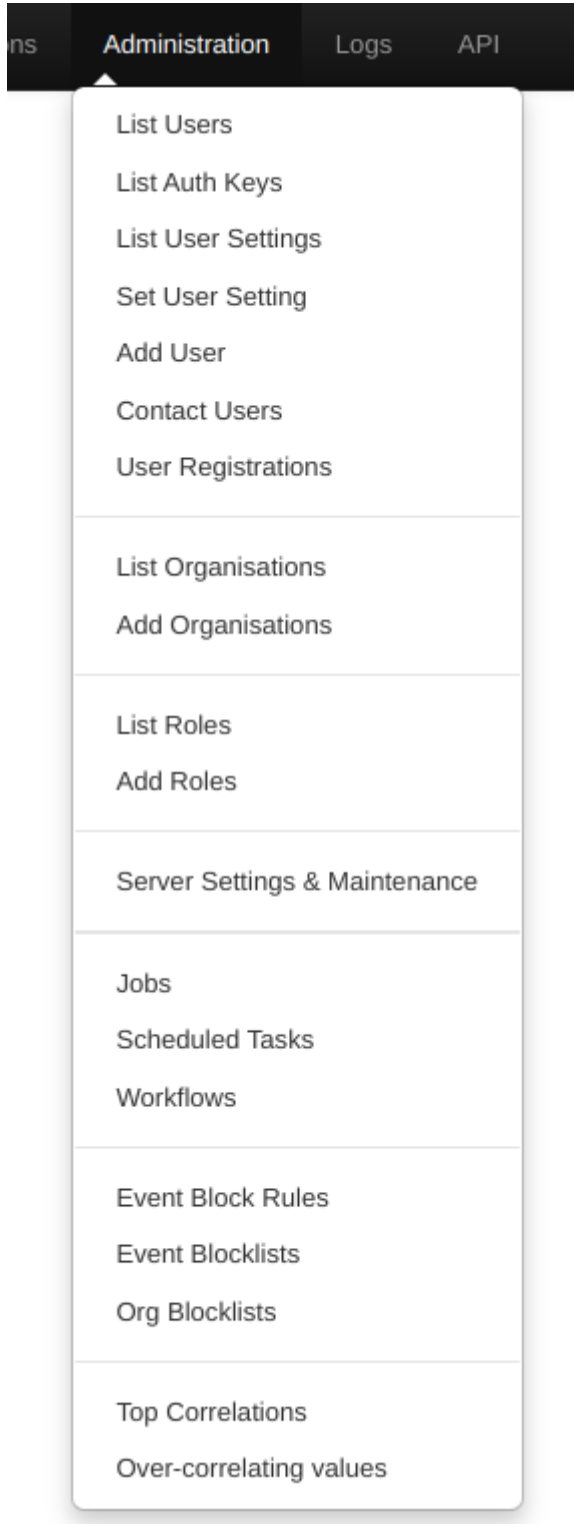 ons Administration Logs API
List Users
List Auth Keys
List User Settings
Set User Setting
Add User
Contact Users
User Registrations
List Organisations
Add Organisations
List Roles
Add Roles
Server Settings & Maintenance
Jobs
Scheduled Tasks
Workflows
Event Block Rules
Event Blocklists
Org Blocklists
Top Correlations
Over-correlating values